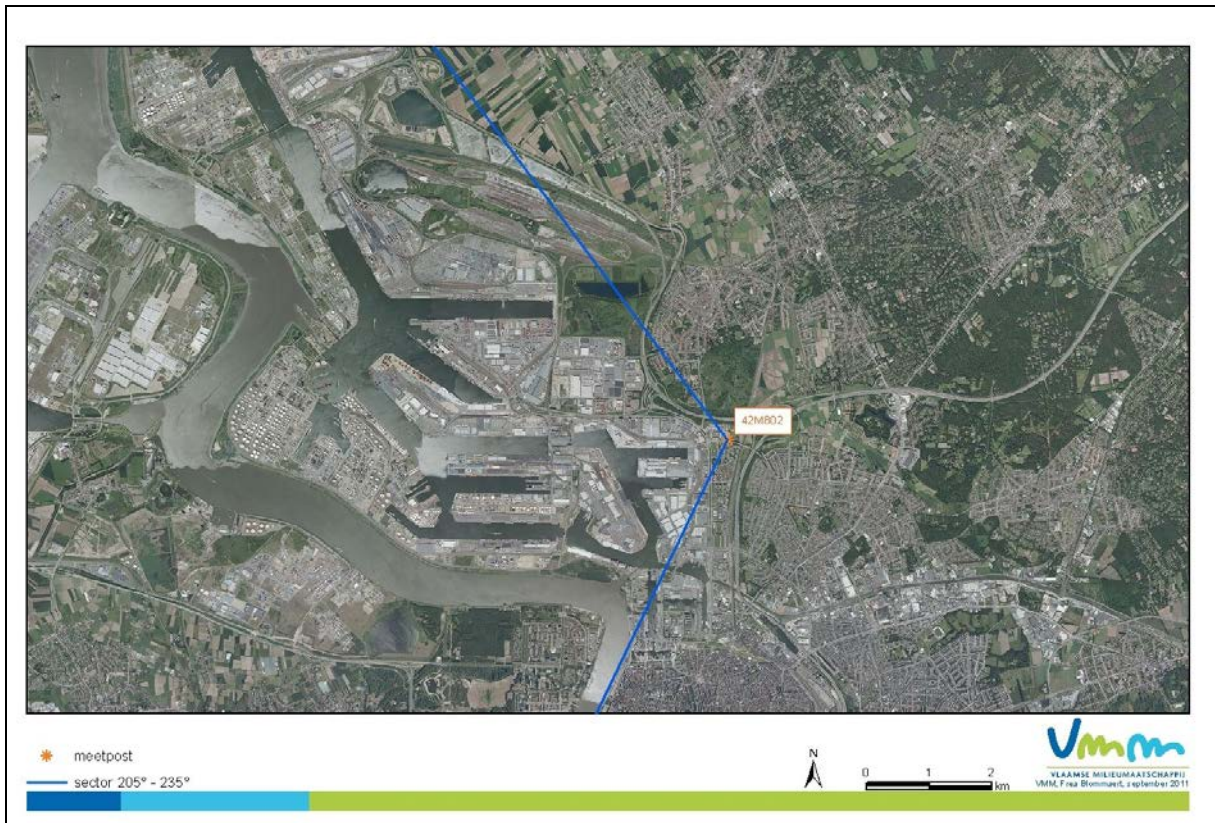 42M802
meetpost
sector 205° - 235°
N
0 1 2
km
vmm
VLAAMSE MILIEUMAATSCHAPPIJ
VMM, Frea Blommaert, september 2011